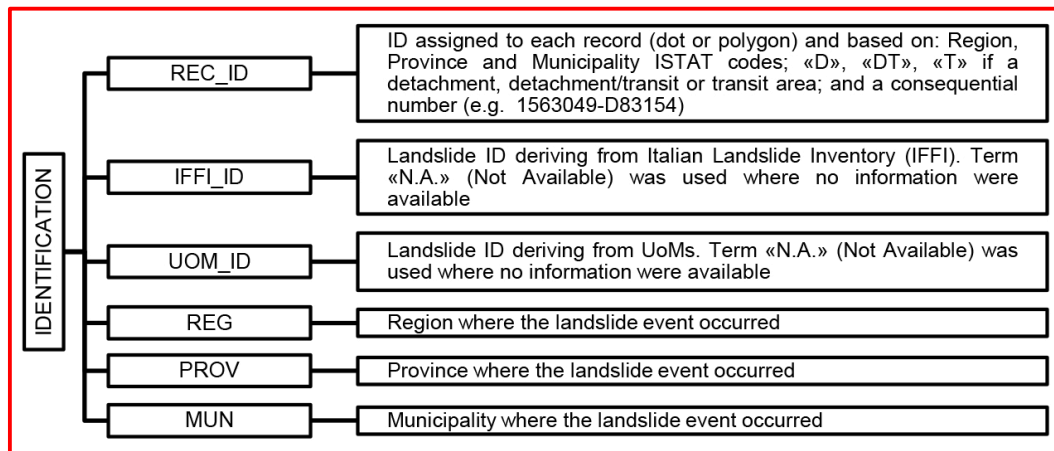 IDENTIFICATION
REC_ID
ID assigned to each record (dot or polygon) and based on: Region,
Province and Municipality ISTAT codes; «D», «DT», «T» if a
detachment, detachment/transit or transit area; and a consequential
number (e.g. 1563049-D83154)
IFFI_ID
Landslide ID deriving from Italian Landslide Inventory (IFFI). Term
«N.A.» (Not Available) was used where no information were
available
UOM_ID
Landslide ID deriving from UoMs. Term «N.A.» (Not Available) was
used where no information were available
REG
Region where the landslide event occurred
PROV
Province where the landslide event occurred
MUN
Municipality where the landslide event occurred